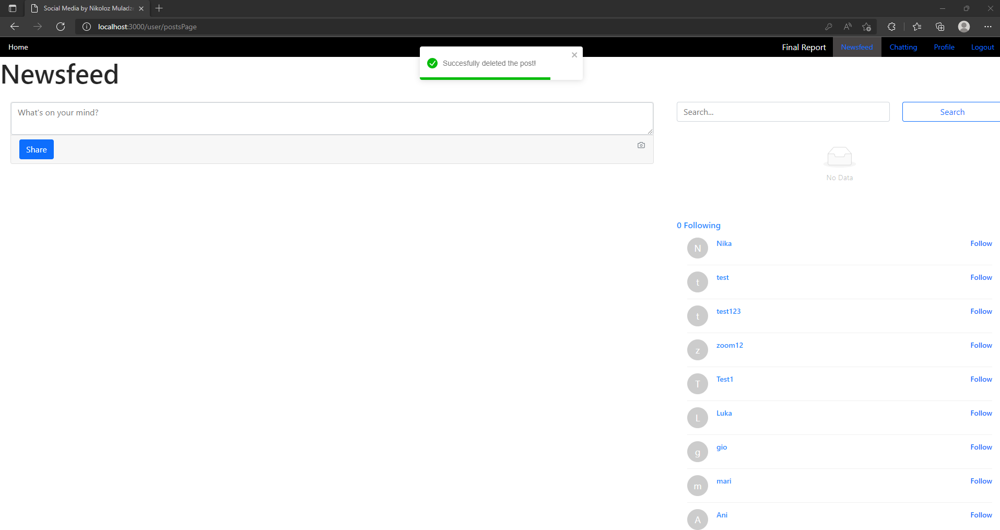 Social Media by Nikoloz Muladze
localhost:3000/user/postsPage
Home
Final Report
Newsfeed
Chatting
Profile
Logout
Succesfully deleted the post!
Newsfeed
What's on your mind?
Share
Search...
Search
No Data
0 Following
N
Nika
Follow
t
test
Follow
t
test123
Follow
z
zoom12
Follow
T
Test1
Follow
L
Luka
Follow
g
gio
Follow
m
mari
Follow
A
Ani
Follow